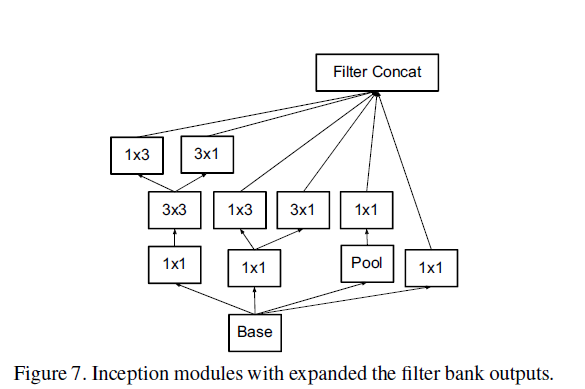 Filter Concat
1x3
3x1
3x3
1x3
3x1
1x1
1x1
1x1
Pool
1x1
Base
Figure 7. Inception modules with expanded the filter bank outputs.